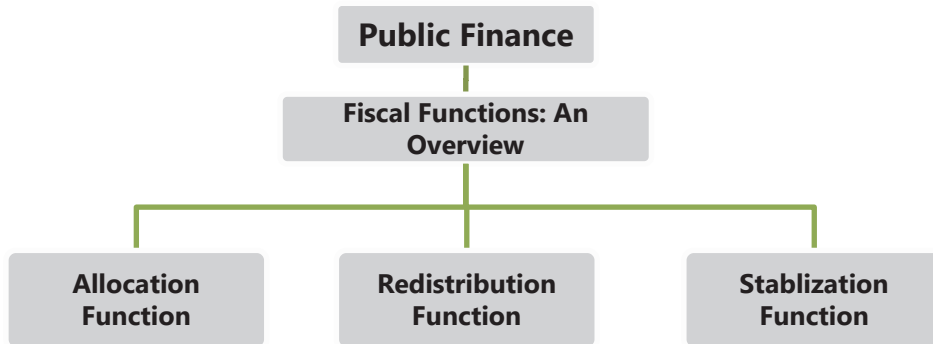 Public Finance
Fiscal Functions: An
Overview
Allocation
Function
Redistribution
Function
Stablization
Function